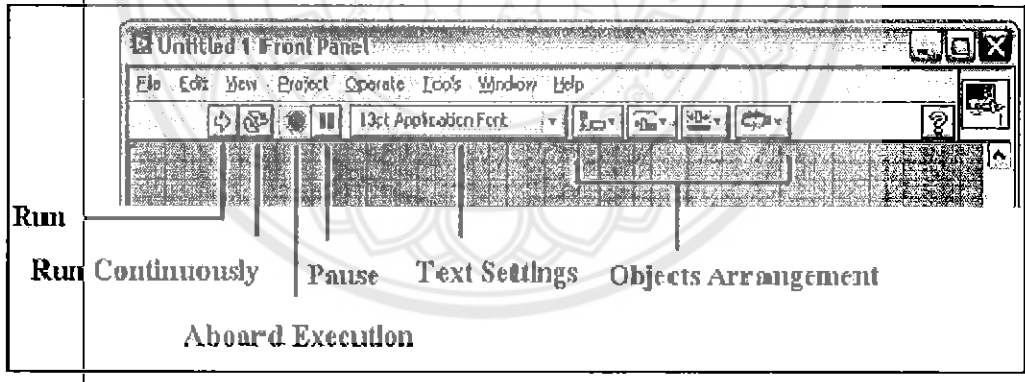 Untitled 1 Front Panel
File Edit View Project Operate Tools Window Help
13pt Application Font
Run
Run Continuously
Pause
Text Settings
Objects Arrangement
Aboard Execution